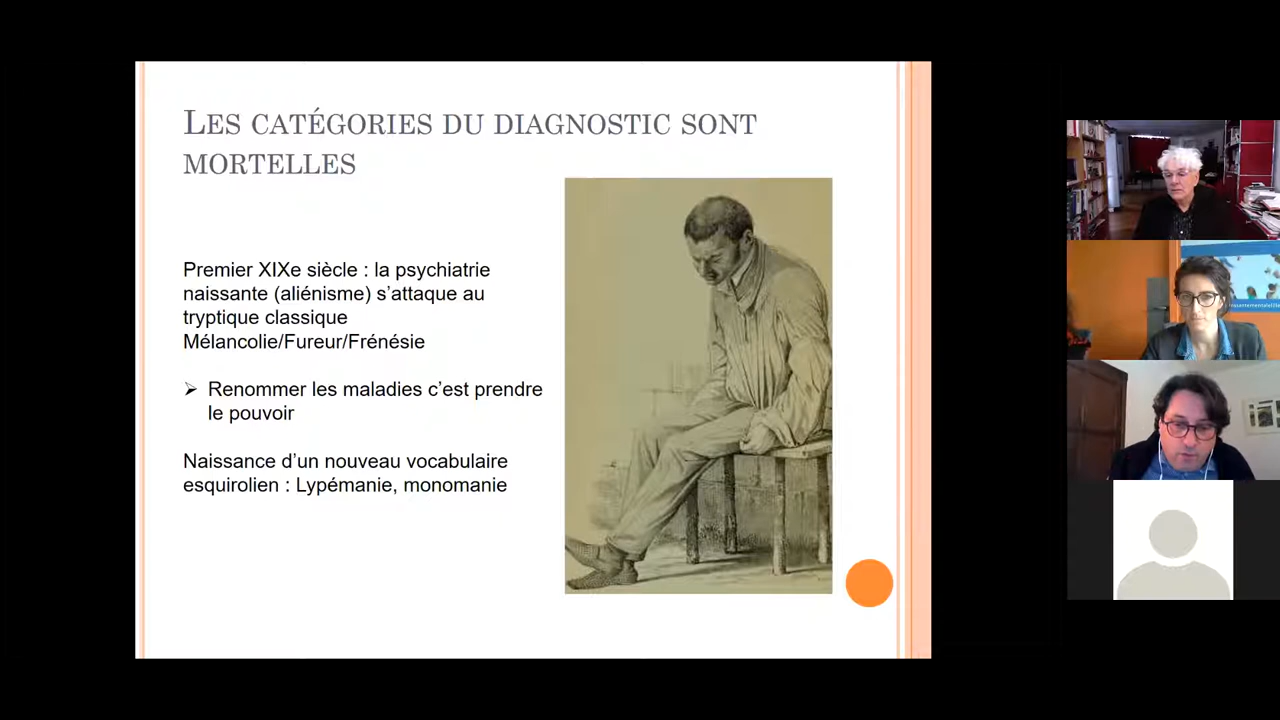 Les catégories du diagnostic sont
mortelles
Premier XIXe siècle : la psychiatrie
naissante (aliénisme) s’attaque au
tryptique classique
Mélancolie/Fureur/Frénésie
➢ Renommer les maladies c’est prendre
le pouvoir
Naissance d’un nouveau vocabulaire
esquirolien : Lypémanie, monomanie